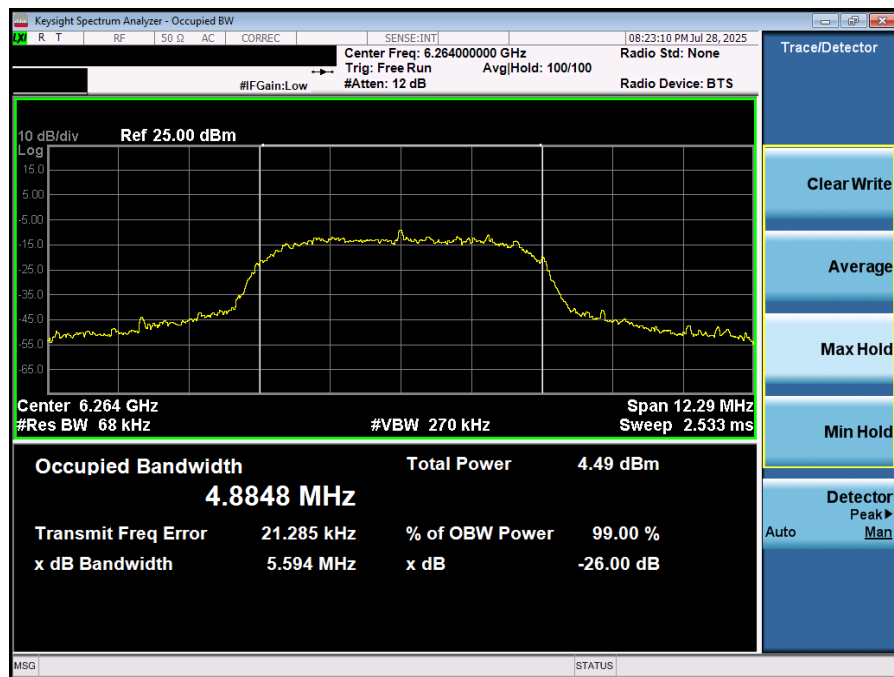 Keysight Spectrum Analyzer - Occupied BW
LXI R T RF 50 Ω AC CORREC SENSE:INT 08:23:10 PM Jul 28, 2025
Center Freq: 6.264000000 GHz Radio Std: None
Trig: Free Run Avg|Hold: 100/100
#IFGain:Low #Atten: 12 dB Radio Device: BTS
10 dB/div Ref 25.00 dBm
Log
15.0
5.00
-5.00
-15.0
-25.0
-35.0
-45.0
-55.0
-65.0
Center 6.264 GHz Span 12.29 MHz
#Res BW 68 kHz #VBW 270 kHz Sweep 2.533 ms
Occupied Bandwidth Total Power 4.49 dBm
4.8848 MHz
Transmit Freq Error 21.285 kHz % of OBW Power 99.00 %
x dB Bandwidth 5.594 MHz x dB -26.00 dB
MSG STATUS
Trace/Detector
Clear Write
Average
Max Hold
Min Hold
Detector
Peak▶
Auto Man